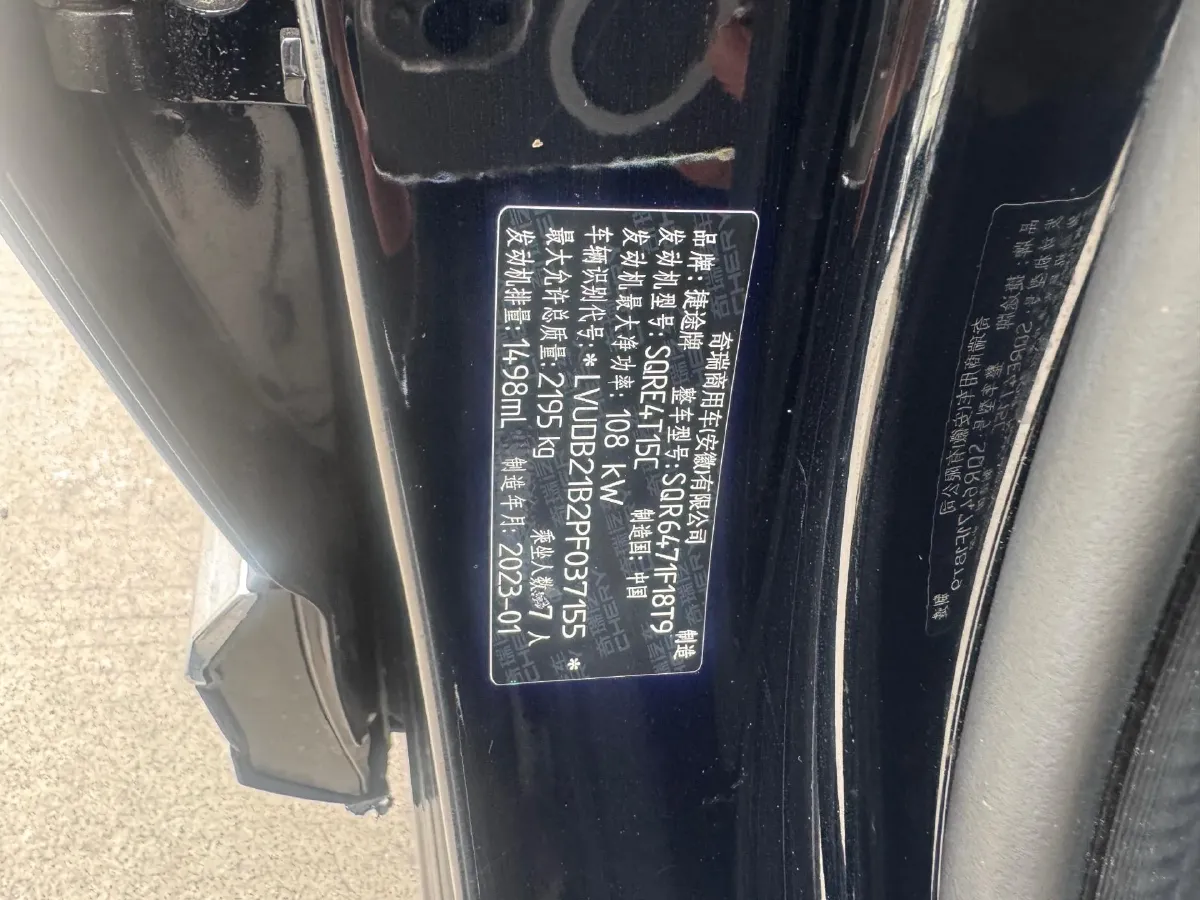 奇瑞商用车(安徽)有限公司 制造
品牌: 捷途牌 整车型号: SQR6471F18T9
发动机型号: SQRE4T15C 制造国: 中国
发动机最大净功率: 108 kW
车辆识别代号: * LVUDB21B2PF037155 *
最大允许总质量: 2195 kg 乘坐人数: 7 人
发动机排量: 1498mL 制造年月: 2023-01